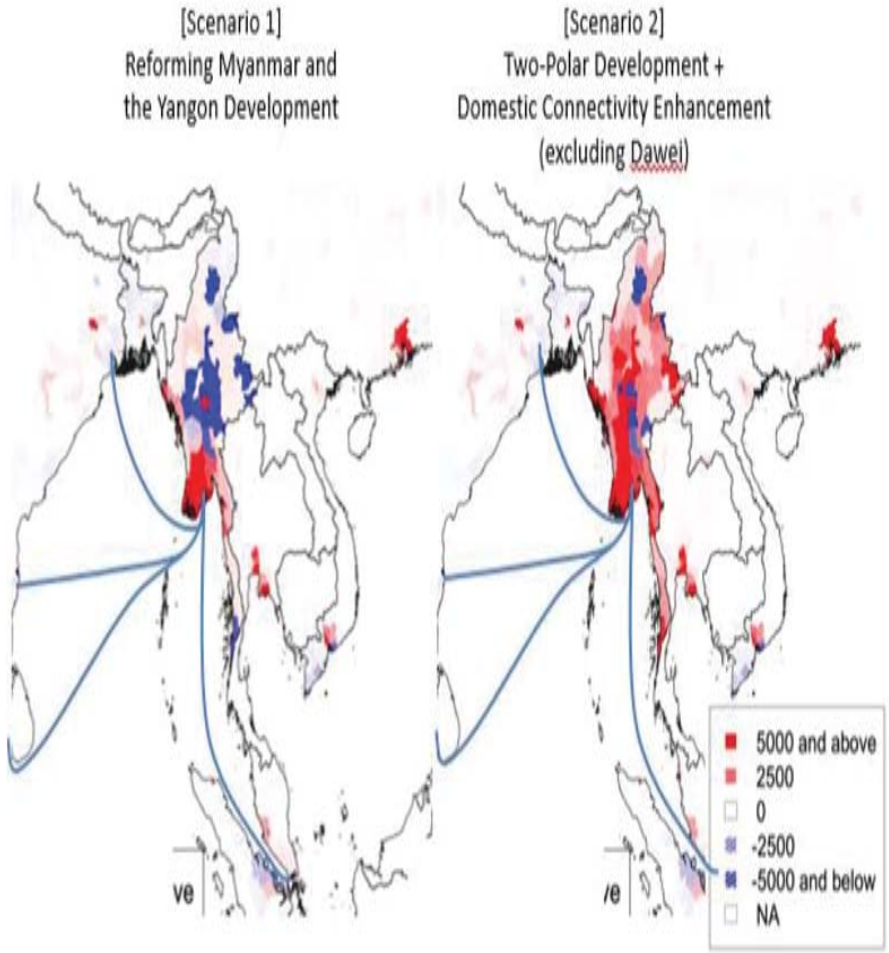 [Scenario 1]
Reforming Myanmar and
the Yangon Development
[Scenario 2]
Two-Polar Development +
Domestic Connectivity Enhancement
(excluding Dawei)
5000 and above
2500
0
-2500
-5000 and below
NA
ve
/e